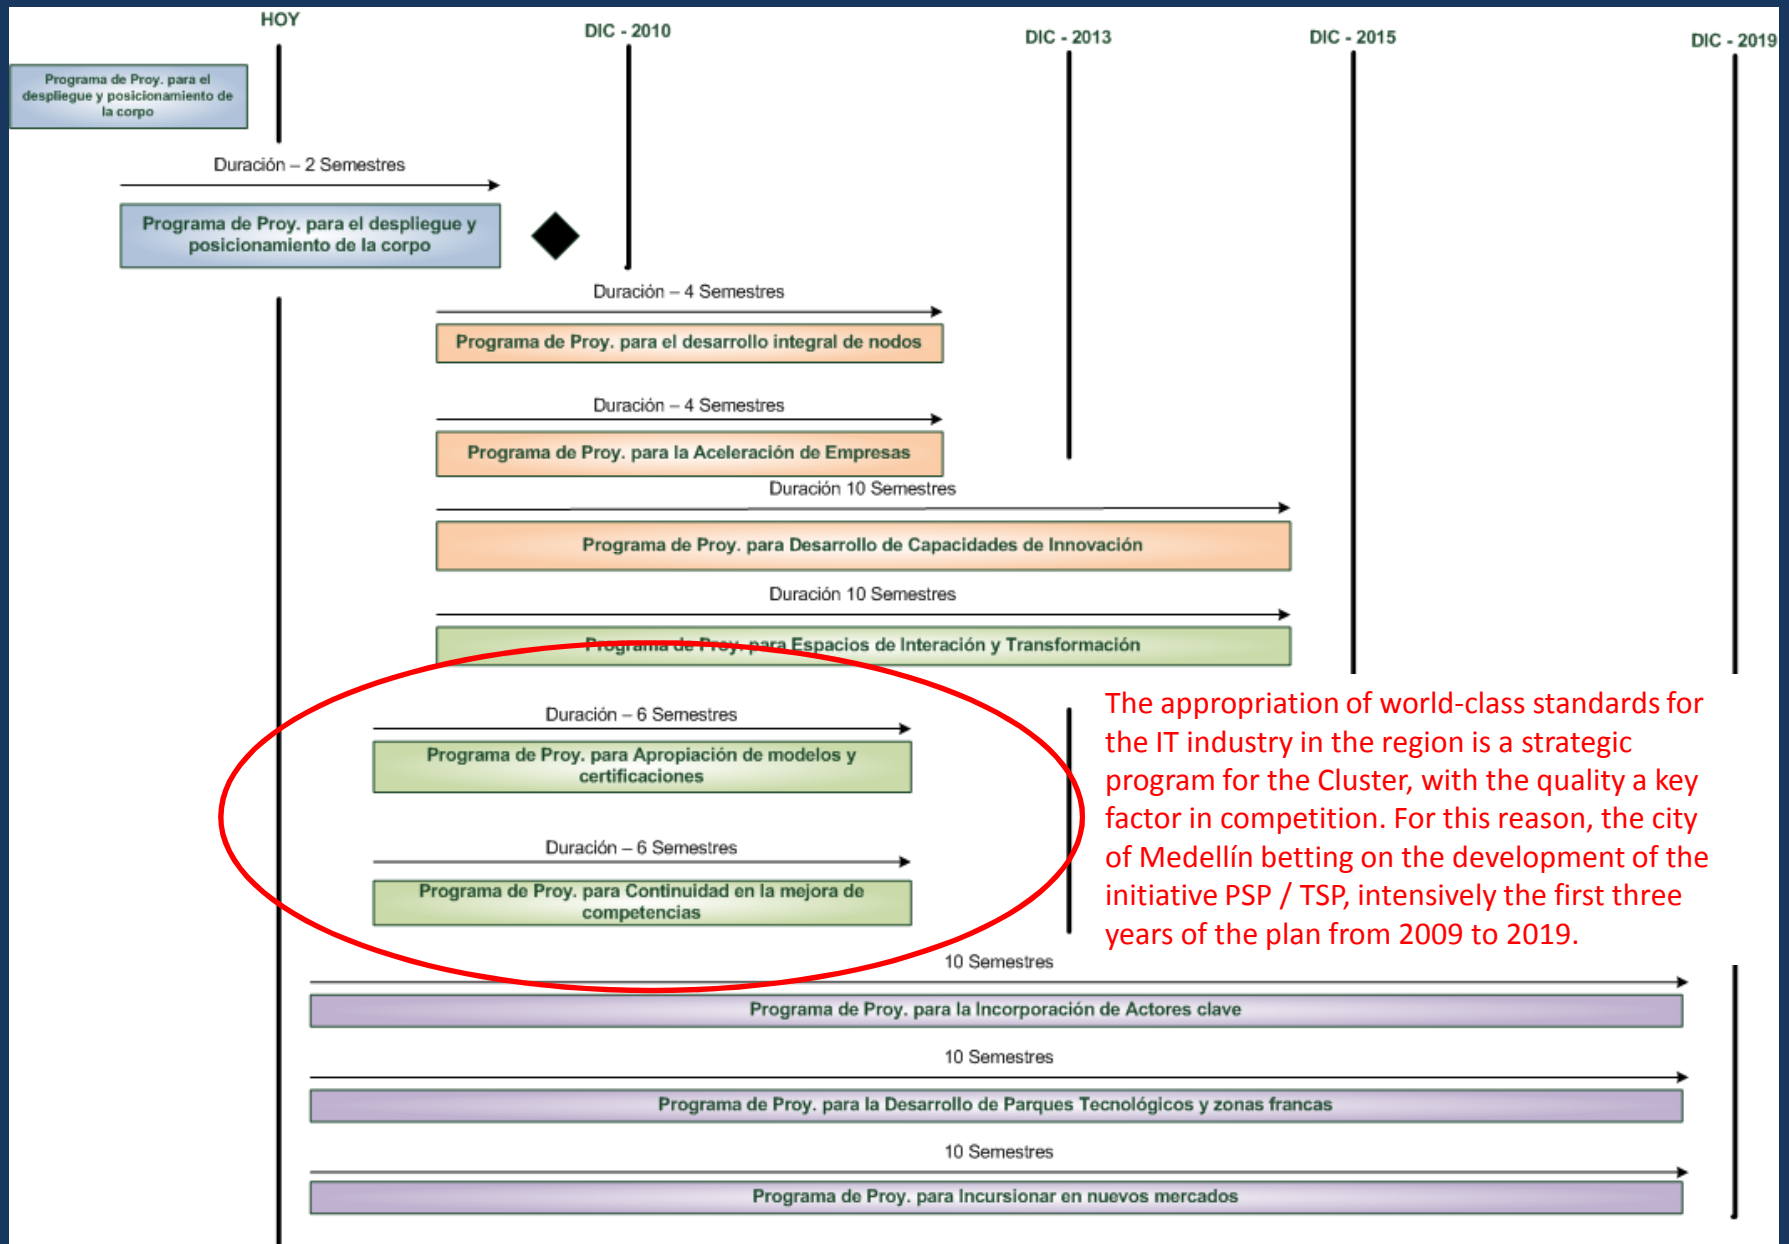 HOY
DIC - 2010
DIC - 2013
DIC - 2015
DIC - 2019
Programa de Proy. para el
despliegue y posicionamiento de
la corpo
Duración – 2 Semestres
Programa de Proy. para el despliegue y
posicionamiento de la corpo
Duración – 4 Semestres
Programa de Proy. para el desarrollo integral de nodos
Duración – 4 Semestres
Programa de Proy. para la Aceleración de Empresas
Duración 10 Semestres
Programa de Proy. para Desarrollo de Capacidades de Innovación
Duración 10 Semestres
Programa de Proy. para Espacios de Interación y Transformación
Duración – 6 Semestres
Programa de Proy. para Apropiación de modelos y
certificaciones
Duración – 6 Semestres
Programa de Proy. para Continuidad en la mejora de
competencias
The appropriation of world-class standards for
the IT industry in the region is a strategic
program for the Cluster, with the quality a key
factor in competition. For this reason, the city
of Medellín betting on the development of the
initiative PSP / TSP, intensively the first three
years of the plan from 2009 to 2019.
10 Semestres
Programa de Proy. para la Incorporación de Actores clave
10 Semestres
Programa de Proy. para la Desarrollo de Parques Tecnológicos y zonas francas
10 Semestres
Programa de Proy. para Incursionar en nuevos mercados